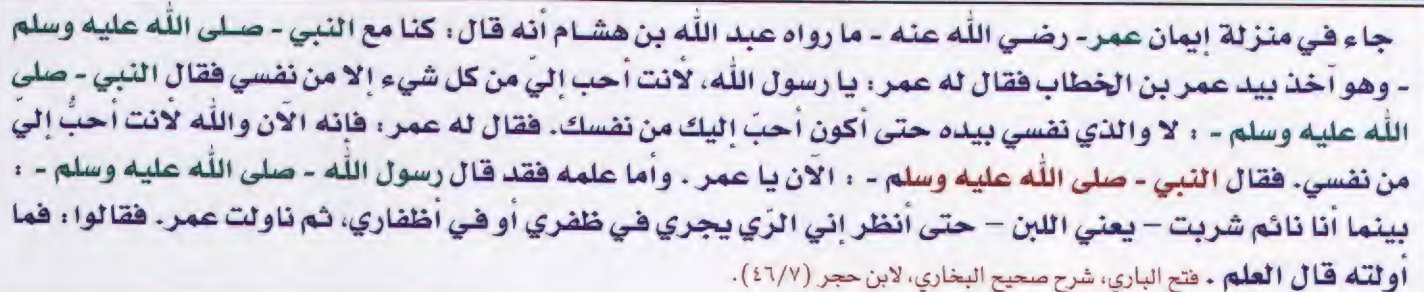 جاء في منزلة إيمان عمر- رضي الله عنه - ما رواه عبد الله بن هشام أنه قال: كنا مع النبي - صلى الله عليه وسلم
- وهو آخذ بيد عمر بن الخطاب فقال له عمر: يا رسول الله، لأنت أحب إليّ من كل شيء إلا من نفسي فقال النبي - صلى
الله عليه وسلم - : لا والذي نفسي بيده حتى أكون أحبّ إليك من نفسك. فقال له عمر: فإنه الآن والله لأنت أحبُّ إليّ
من نفسي. فقال النبي - صلى الله عليه وسلم - : الآن يا عمر. وأما علمه فقد قال رسول الله - صلى الله عليه وسلم - :
بينما أنا نائم شربت – يعني اللبن – حتى أنظر إني الرّي يجري في ظفري أو في أظفاري، ثم ناولت عمر. فقالوا: فما
أولته قال العلم . فتح الباري، شرح صحيح البخاري، لابن حجر (٤٦/٧).